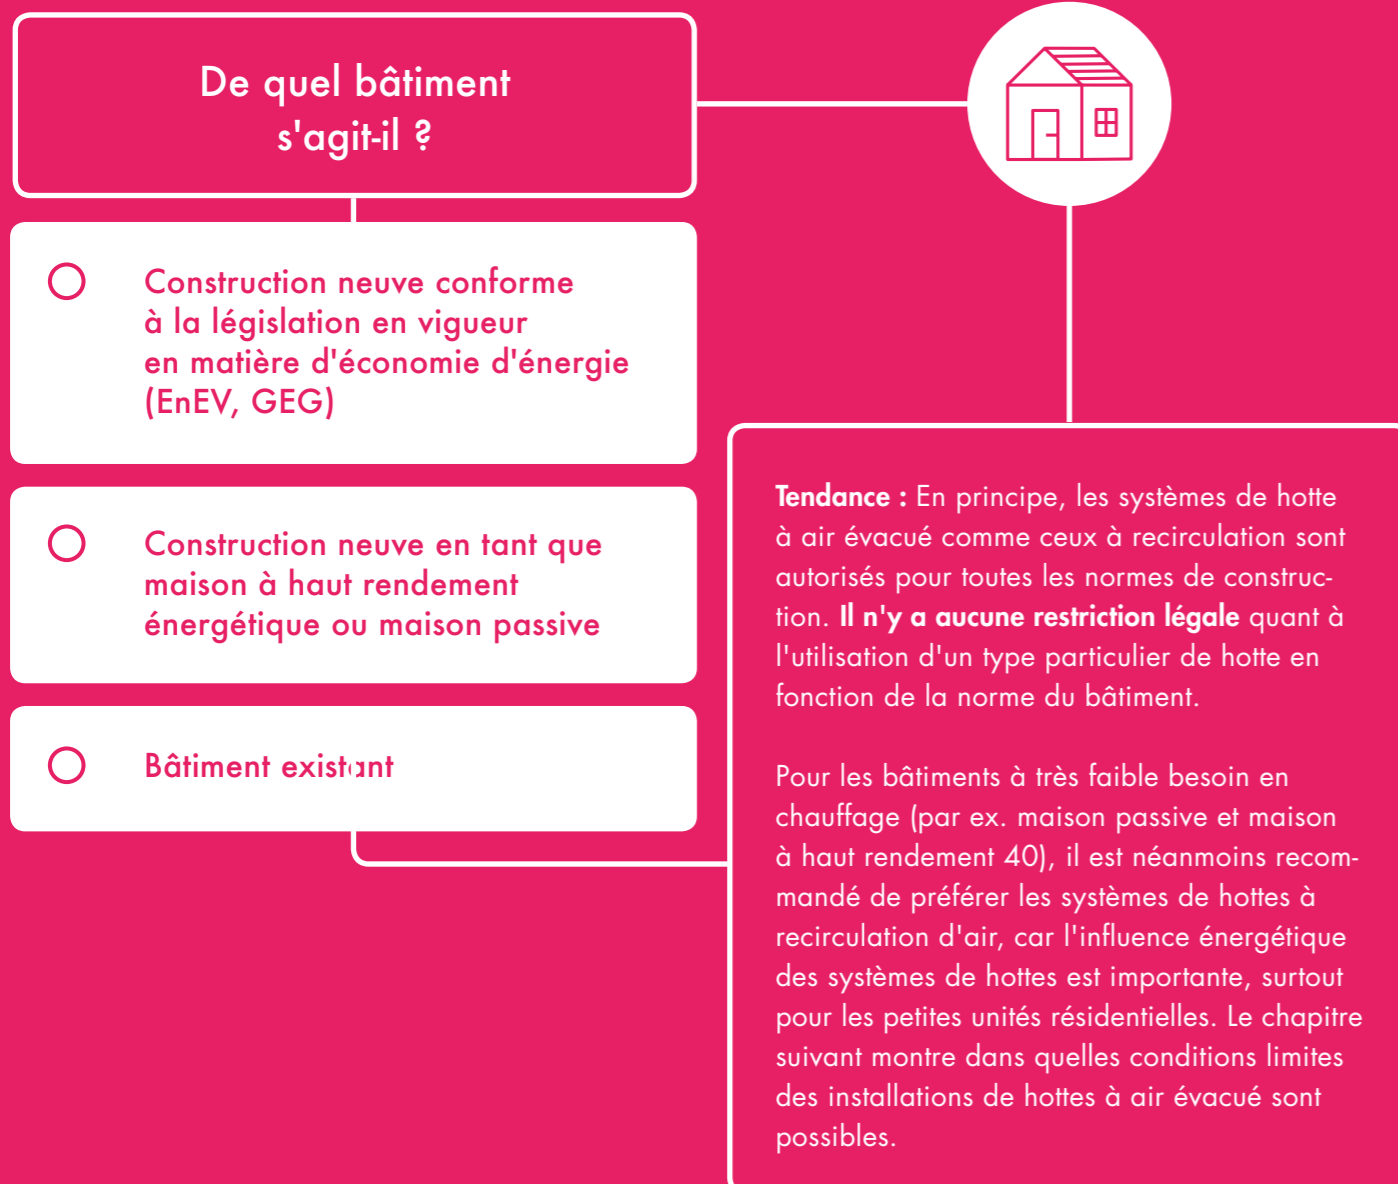 De quel bâtiment
s'agit-il ?
Construction neuve conforme
à la législation en vigueur
en matière d'économie d'énergie
(EnEV, GEG)
Construction neuve en tant que
maison à haut rendement
énergétique ou maison passive
Bâtiment existant
Tendance : En principe, les systèmes de hotte
à air évacué comme ceux à recirculation sont
autorisés pour toutes les normes de construc-
tion. Il n'y a aucune restriction légale quant à
l'utilisation d'un type particulier de hotte en
fonction de la norme du bâtiment.
Pour les bâtiments à très faible besoin en
chauffage (par ex. maison passive et maison
à haut rendement 40), il est néanmoins recom-
mandé de préférer les systèmes de hottes à
recirculation d'air, car l'influence énergétique
des systèmes de hottes est importante, surtout
pour les petites unités résidentielles. Le chapitre
suivant montre dans quelles conditions limites
des installations de hottes à air évacué sont
possibles.